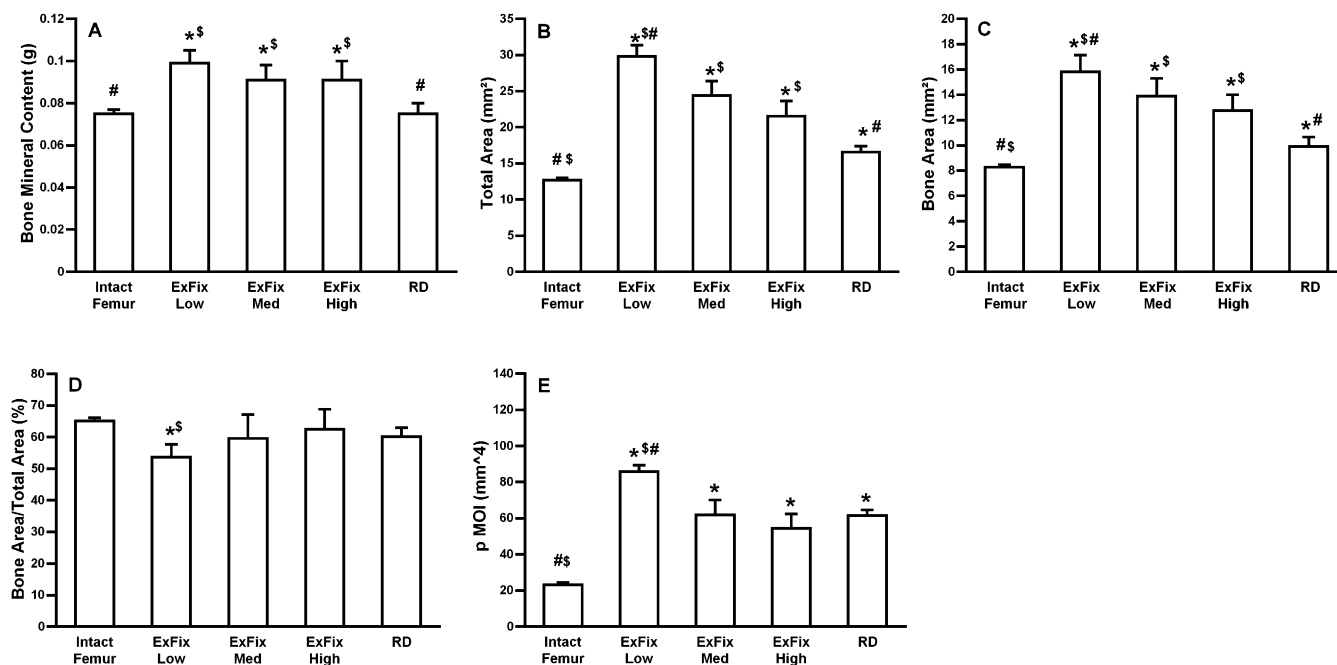 A
Bone Mineral Content (g)
0.12
0.1
0.08
0.06
0.04
0.02
0
#
*$
*$
*$
#
Intact Femur
ExFix Low
ExFix Med
ExFix High
RD
B
Total Area (mm²)
35
30
25
20
15
10
5
0
#$
*$#
*$
*$
*#
Intact Femur
ExFix Low
ExFix Med
ExFix High
RD
C
Bone Area (mm²)
20
18
16
14
12
10
8
6
4
2
0
#$
*$#
*$
*$
*#
Intact Femur
ExFix Low
ExFix Med
ExFix High
RD
D
Bone Area/Total Area (%)
80
70
60
50
40
30
20
10
0
*$
Intact Femur
ExFix Low
ExFix Med
ExFix High
RD
E
p MOI (mm^4)
140
120
100
80
60
40
20
0
#$
*$#
*
*
*
Intact Femur
ExFix Low
ExFix Med
ExFix High
RD